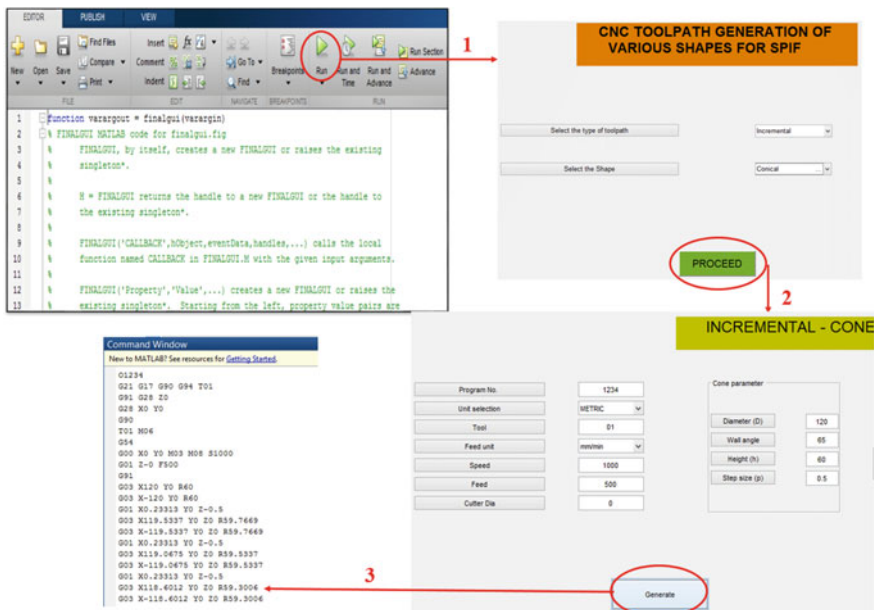 EDITOR PUBLISH VIEW
New Open Save Find Files Compare Print
Insert Comment Indent
Go To Find
Breakpoints Run Run and Time Run and Advance Run Section Advance
FILE EDIT NAVIGATE BREAKPOINTS RUN
1 function varargout = finalgui(varargin)
2 % FINALGUI MATLAB code for finalgui.fig
3 % FINALGUI, by itself, creates a new FINALGUI or raises the existing
4 % singleton*.
5 %
6 % H = FINALGUI returns the handle to a new FINALGUI or the handle to
7 % the existing singleton*.
8 %
9 % FINALGUI('CALLBACK',hObject,eventData,handles,...) calls the local
10 % function named CALLBACK in FINALGUI.M with the given input arguments.
11 %
12 % FINALGUI('Property','Value',...) creates a new FINALGUI or raises the
13 % existing singleton*. Starting from the left, property value pairs are
1
CNC TOOLPATH GENERATION OF
VARIOUS SHAPES FOR SPIF
Select the type of toolpath Incremental
Select the Shape Conical ...
PROCEED
2
INCREMENTAL - CONE
Program No. 1234
Unit selection METRIC
Tool 01
Feed unit mm/min
Speed 1000
Feed 500
Cutter Dia 0
Cone parameter
Diameter (D) 120
Wall angle 65
Height (h) 60
Step size (p) 0.5
Generate
3
Command Window
New to MATLAB? See resources for Getting Started.
O1234
G21 G17 G90 G94 T01
G91 G28 Z0
G28 X0 Y0
G90
T01 M06
G54
G00 X0 Y0 M03 M08 S1000
G01 Z-0 F500
G91
G03 X120 Y0 R60
G03 X-120 Y0 R60
G01 X0.23313 Y0 Z-0.5
G03 X119.5337 Y0 Z0 R59.7669
G03 X-119.5337 Y0 Z0 R59.7669
G01 X0.23313 Y0 Z-0.5
G03 X119.0675 Y0 Z0 R59.5337
G03 X-119.0675 Y0 Z0 R59.5337
G01 X0.23313 Y0 Z-0.5
G03 X118.6012 Y0 Z0 R59.3006
G03 X-118.6012 Y0 Z0 R59.3006